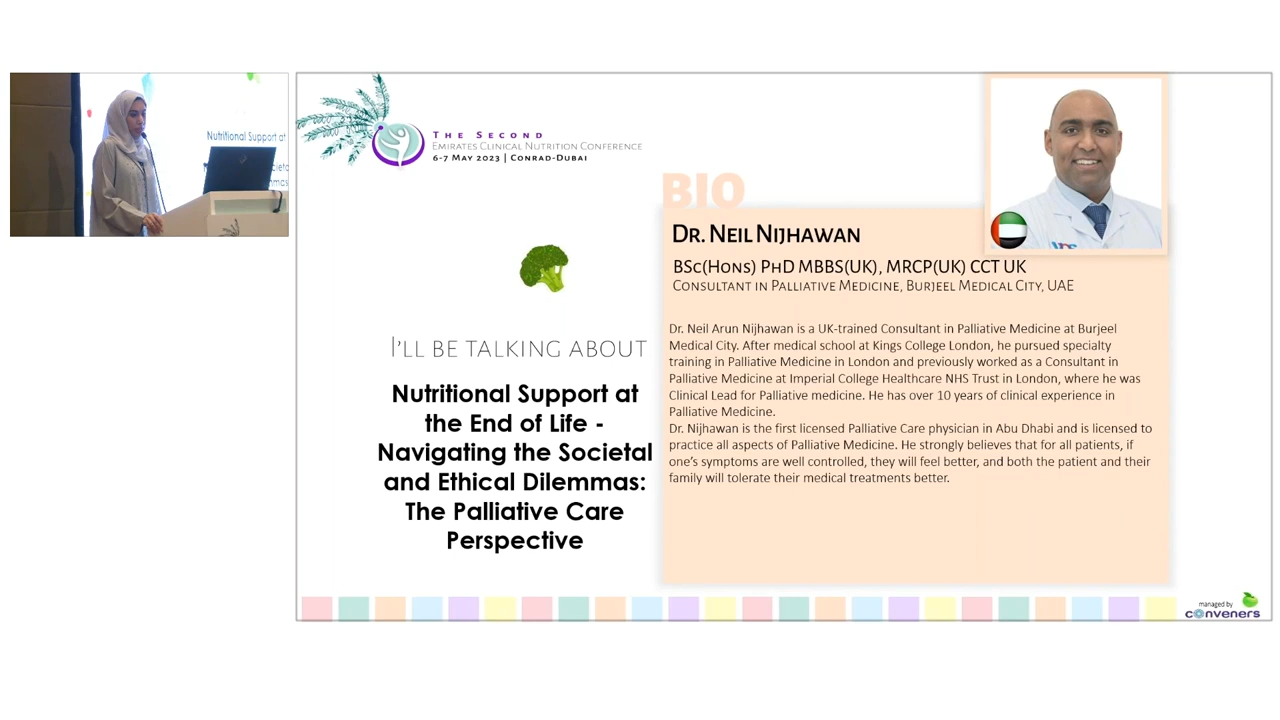 Nutritional Support at
THE SECOND
EMIRATES CLINICAL NUTRITION CONFERENCE
6-7 MAY 2023 | CONRAD-DUBAI
I'LL BE TALKING ABOUT
Nutritional Support at
the End of Life -
Navigating the Societal
and Ethical Dilemmas:
The Palliative Care
Perspective
BIO
DR. NEIL NIJHAWAN
BSC(HONS) PHD MBBS(UK), MRCP(UK) CCT UK
CONSULTANT IN PALLIATIVE MEDICINE, BURJEEL MEDICAL CITY, UAE
Dr. Neil Arun Nijhawan is a UK-trained Consultant in Palliative Medicine at Burjeel
Medical City. After medical school at Kings College London, he pursued specialty
training in Palliative Medicine in London and previously worked as a Consultant in
Palliative Medicine at Imperial College Healthcare NHS Trust in London, where he was
Clinical Lead for Palliative medicine. He has over 10 years of clinical experience in
Palliative Medicine.
Dr. Nijhawan is the first licensed Palliative Care physician in Abu Dhabi and is licensed to
practice all aspects of Palliative Medicine. He strongly believes that for all patients, if
one's symptoms are well controlled, they will feel better, and both the patient and their
family will tolerate their medical treatments better.
managed by
conveners